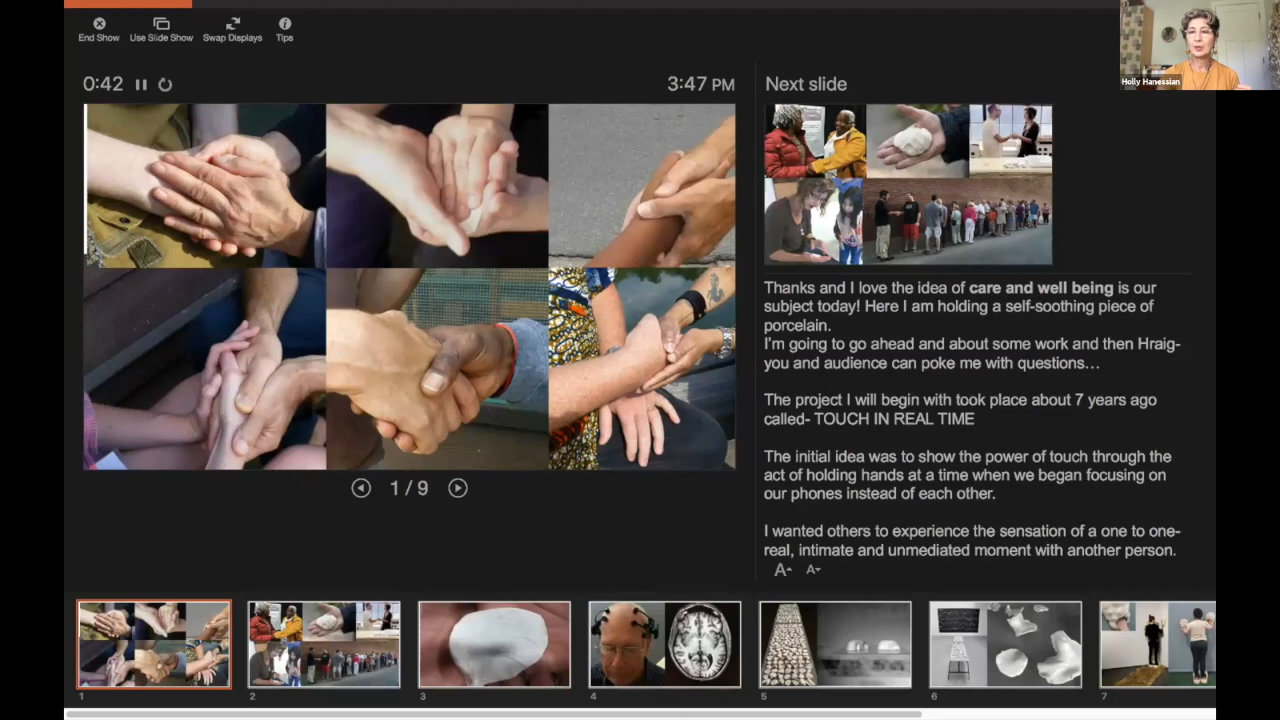 End Show
Use Slide Show
Swap Displays
Tips
Holly Hanessian
0:42
3:47 PM
Next slide
Thanks and I love the idea of care and well being is our
subject today! Here I am holding a self-soothing piece of
porcelain.
I'm going to go ahead and about some work and then Hraig-
you and audience can poke me with questions…
The project I will begin with took place about 7 years ago
called- TOUCH IN REAL TIME
The initial idea was to show the power of touch through the
act of holding hands at a time when we began focusing on
our phones instead of each other.
I wanted others to experience the sensation of a one to one-
real, intimate and unmediated moment with another person.
A A
1 / 9
1
2
3
4
5
6
7